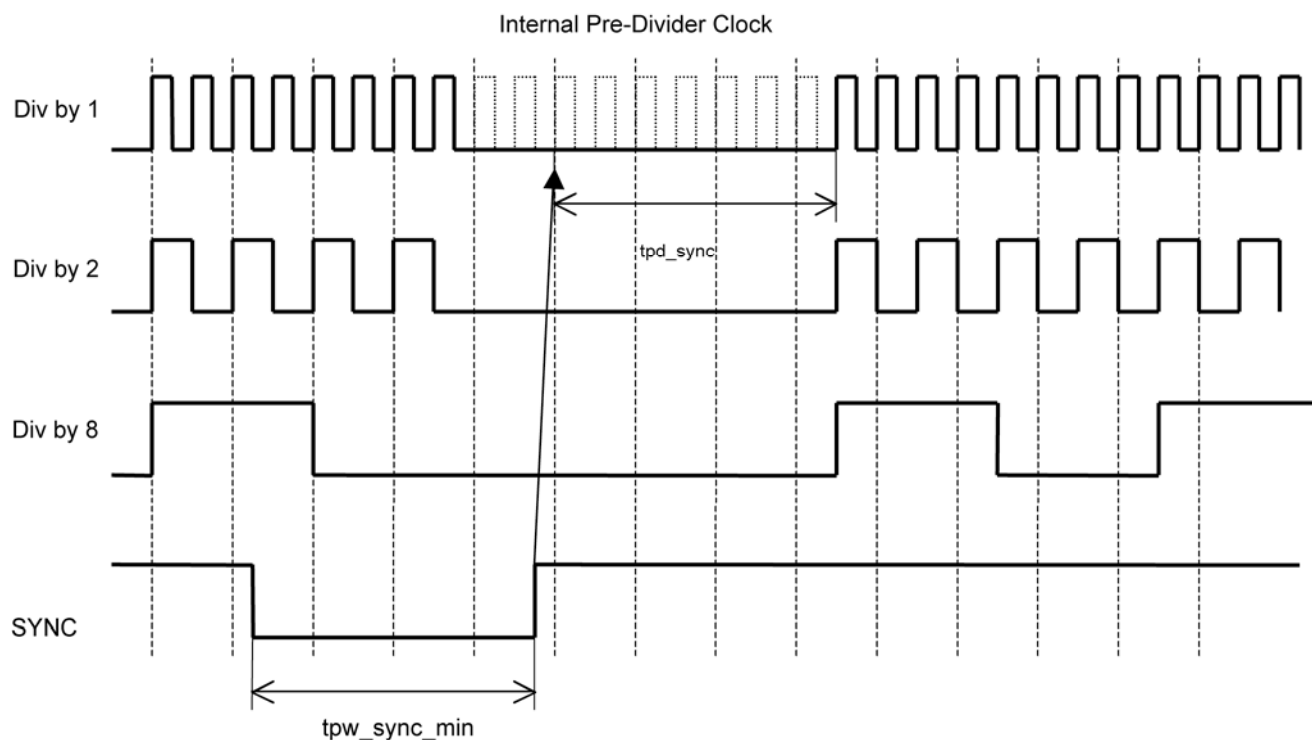 Internal Pre-Divider Clock
Div by 1
tpd_sync
Div by 2
Div by 8
SYNC
tpw_sync_min